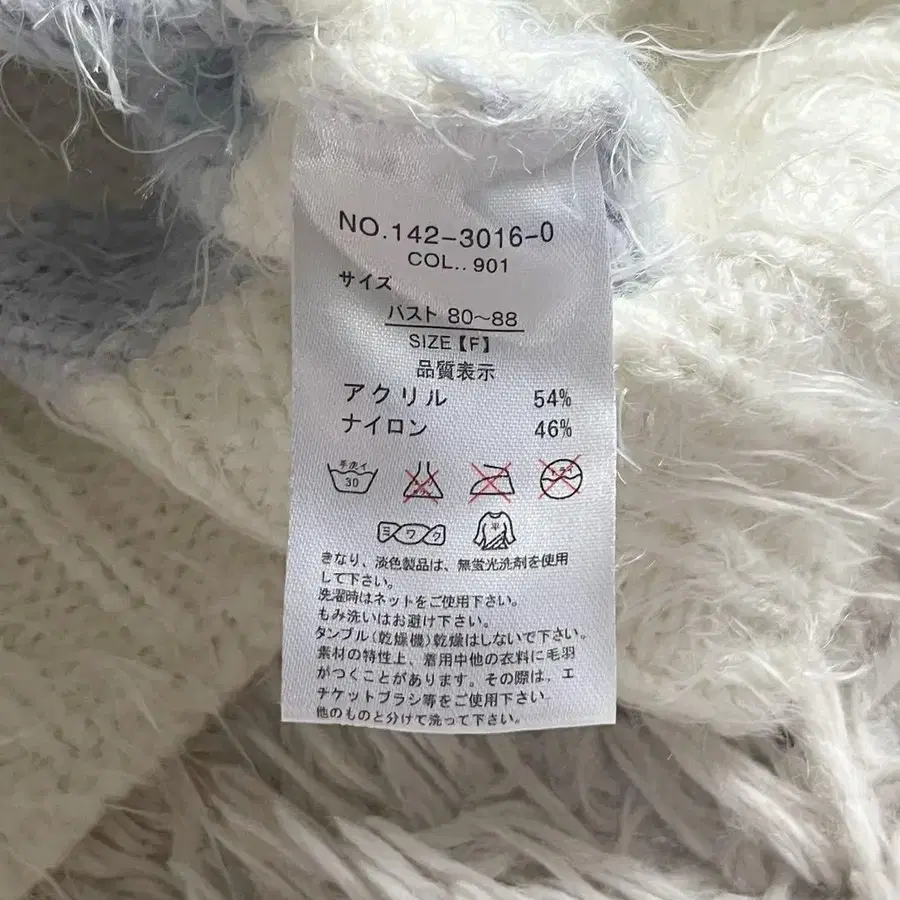 NO.142-3016-0
COL.. 901
サイズ
バスト 80~88
SIZE【F】
品質表示
アクリル 54%
ナイロン 46%
手洗イ
30
ドライ
ヨワク
平
きなり、淡色製品は、無蛍光洗剤を使用
して下さい。
洗濯時はネットをご使用下さい。
もみ洗いはお避け下さい。
タンブル(乾燥機)乾燥はしないで下さい。
素材の特性上、着用中他の衣料に毛羽
がつくことがあります。その際は、エ
チケットブラシ等をご使用下さい。
他のものと分けて洗って下さい。